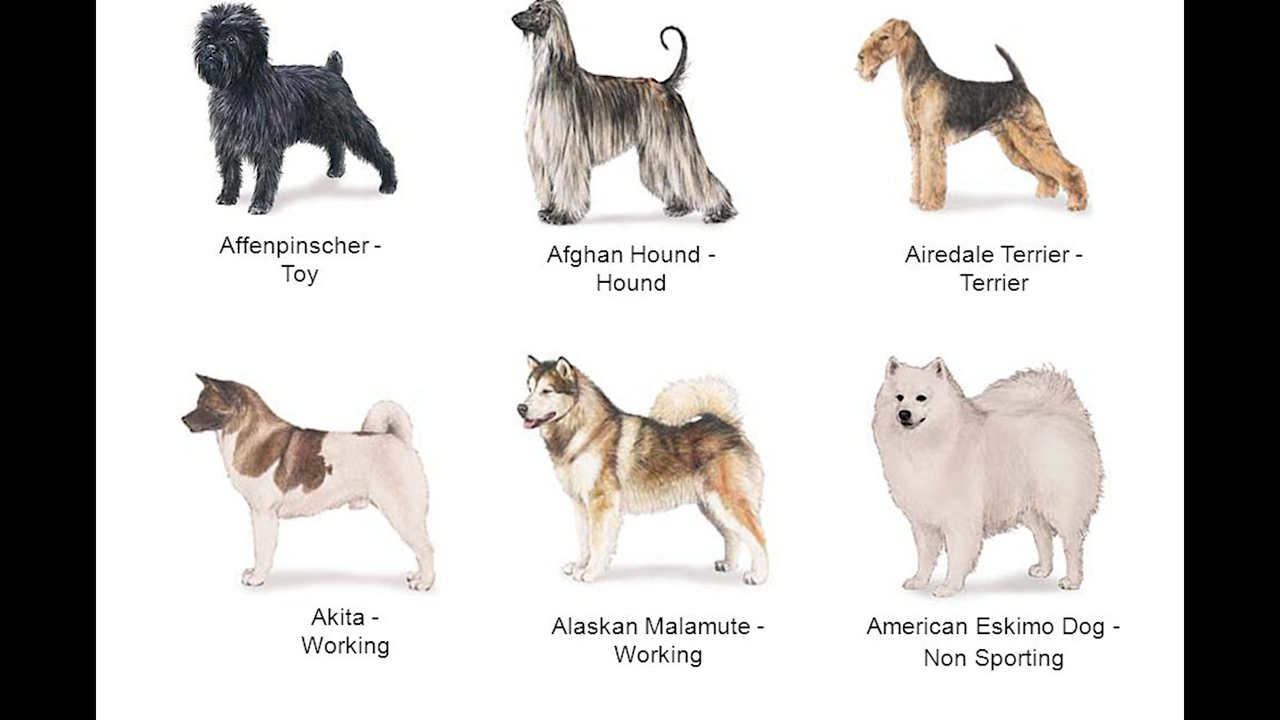 Affenpinscher -
Toy
Afghan Hound -
Hound
Airedale Terrier -
Terrier
Akita -
Working
Alaskan Malamute -
Working
American Eskimo Dog -
Non Sporting